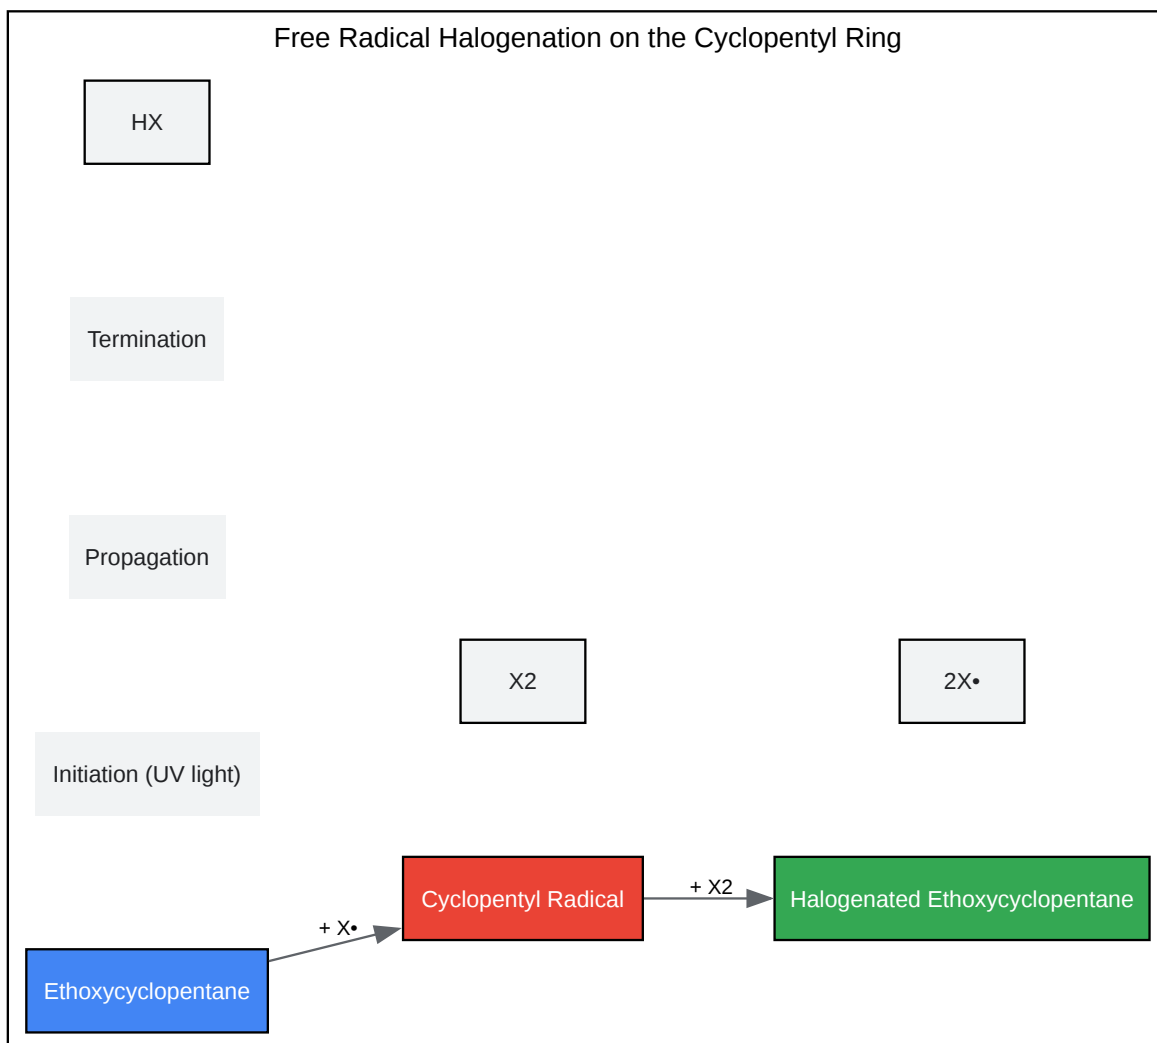 Free Radical Halogenation on the Cyclopentyl Ring
HX
Termination
Propagation
X2
2X•
Initiation (UV light)
Cyclopentyl Radical
+ X2
Halogenated Ethoxycyclopentane
+ X•
Ethoxycyclopentane